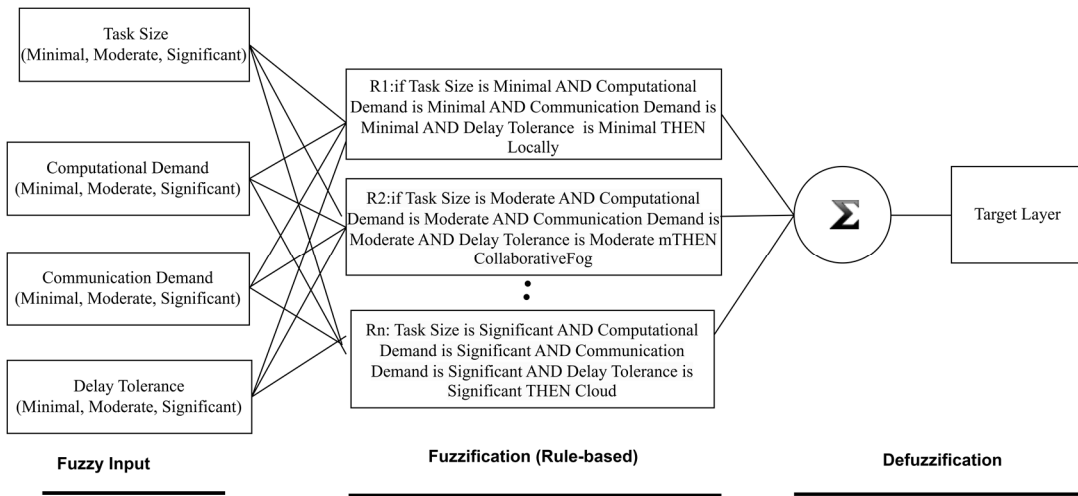 Task Size
(Minimal, Moderate, Significant)
Computational Demand
(Minimal, Moderate, Significant)
Communication Demand
(Minimal, Moderate, Significant)
Delay Tolerance
(Minimal, Moderate, Significant)
Fuzzy Input
R1:if Task Size is Minimal AND Computational
Demand is Minimal AND Communication Demand is
Minimal AND Delay Tolerance is Minimal THEN
Locally
R2:if Task Size is Moderate AND Computational
Demand is Moderate AND Communication Demand is
Moderate AND Delay Tolerance is Moderate mTHEN
CollaborativeFog
:
Rn: Task Size is Significant AND Computational
Demand is Significant AND Communication
Demand is Significant AND Delay Tolerance is
Significant THEN Cloud
Fuzzification (Rule-based)
Σ
Target Layer
Defuzzification